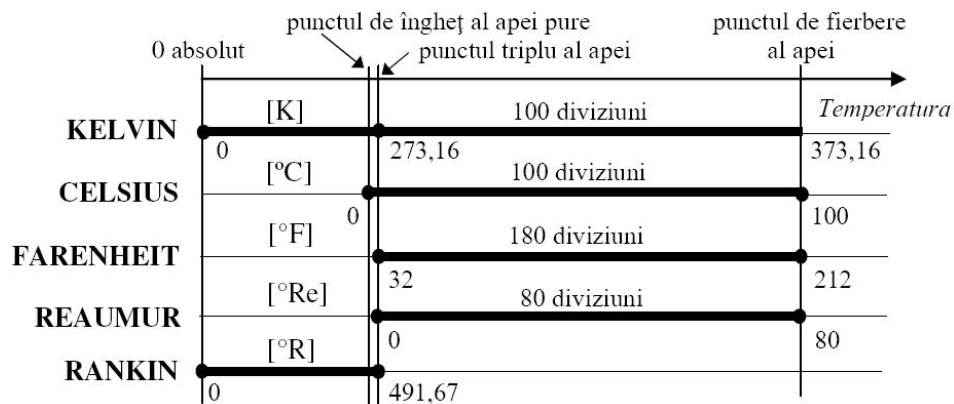 punctul de îngheţ al apei pure
punctul de fierbere
0 absolut
punctul triplu al apei
al apei
Temperatura
KELVIN
[K]
100 diviziuni
0
273,16
373,16
CELSIUS
[ºC]
100 diviziuni
0
100
FARENHEIT
[°F]
180 diviziuni
32
212
REAUMUR
[°Re]
80 diviziuni
0
80
RANKIN
[°R]
0
491,67